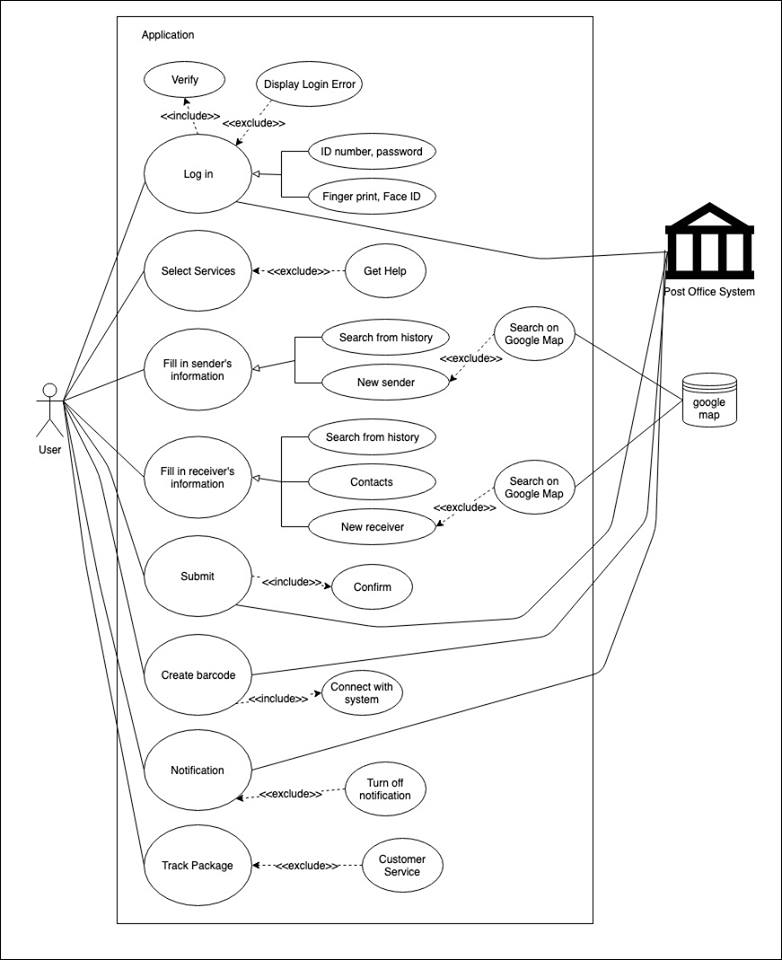 Application
Verify
Display Login Error
<<include>>
<<exclude>>
ID number, password
Log in
Finger print, Face ID
Select Services
<<exclude>>
Get Help
Post Office System
Search from history
Search on
Google Map
Fill in sender's
information
<<exclude>>
New sender
google
map
User
Search from history
Fill in receiver's
information
Contacts
Search on
Google Map
<<exclude>>
New receiver
Submit
<<include>>
Confirm
Create barcode
<<include>>
Connect with
system
Notification
<<exclude>>
Turn off
notification
Track Package
<<exclude>>
Customer
Service